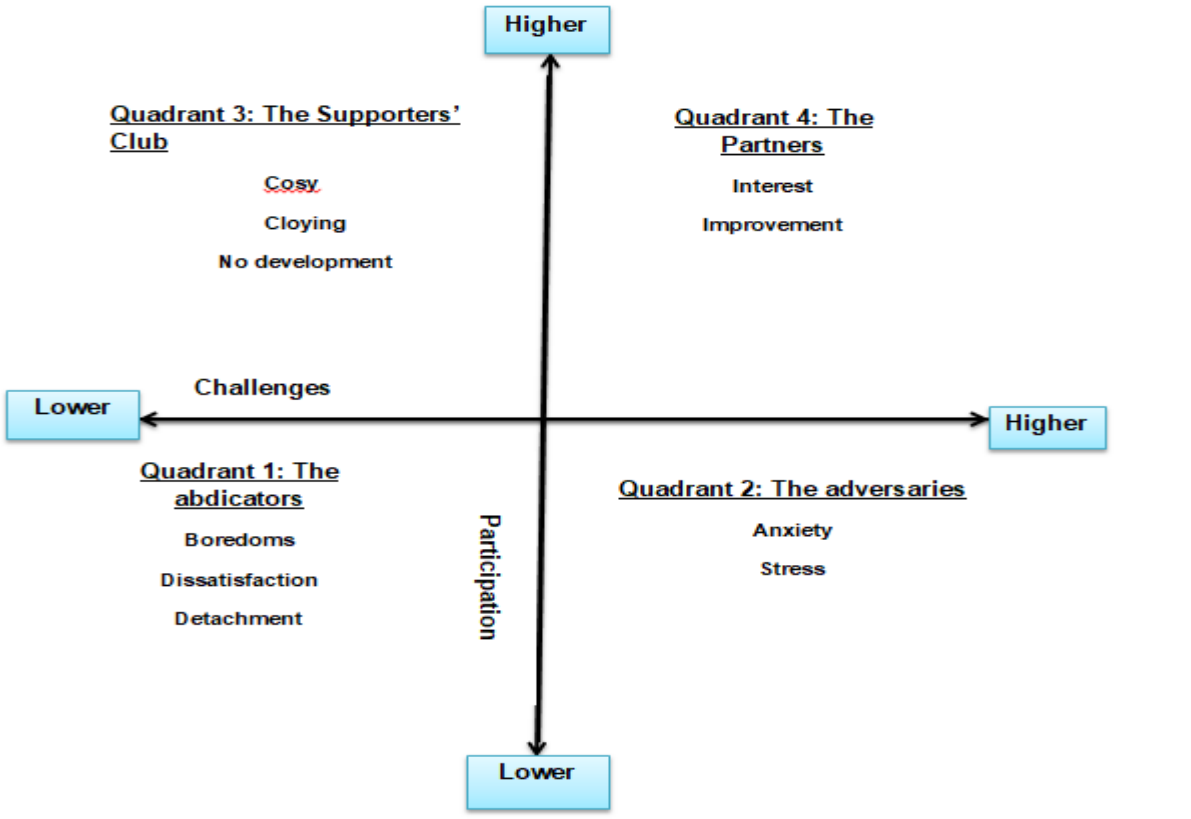 Higher
Quadrant 3: The Supporters’
Club
Cosy
Cloying
No development
Quadrant 4: The
Partners
Interest
Improvement
Challenges
Lower
Higher
Quadrant 1: The
abdicators
Boredoms
Dissatisfaction
Detachment
Participation
Quadrant 2: The adversaries
Anxiety
Stress
Lower